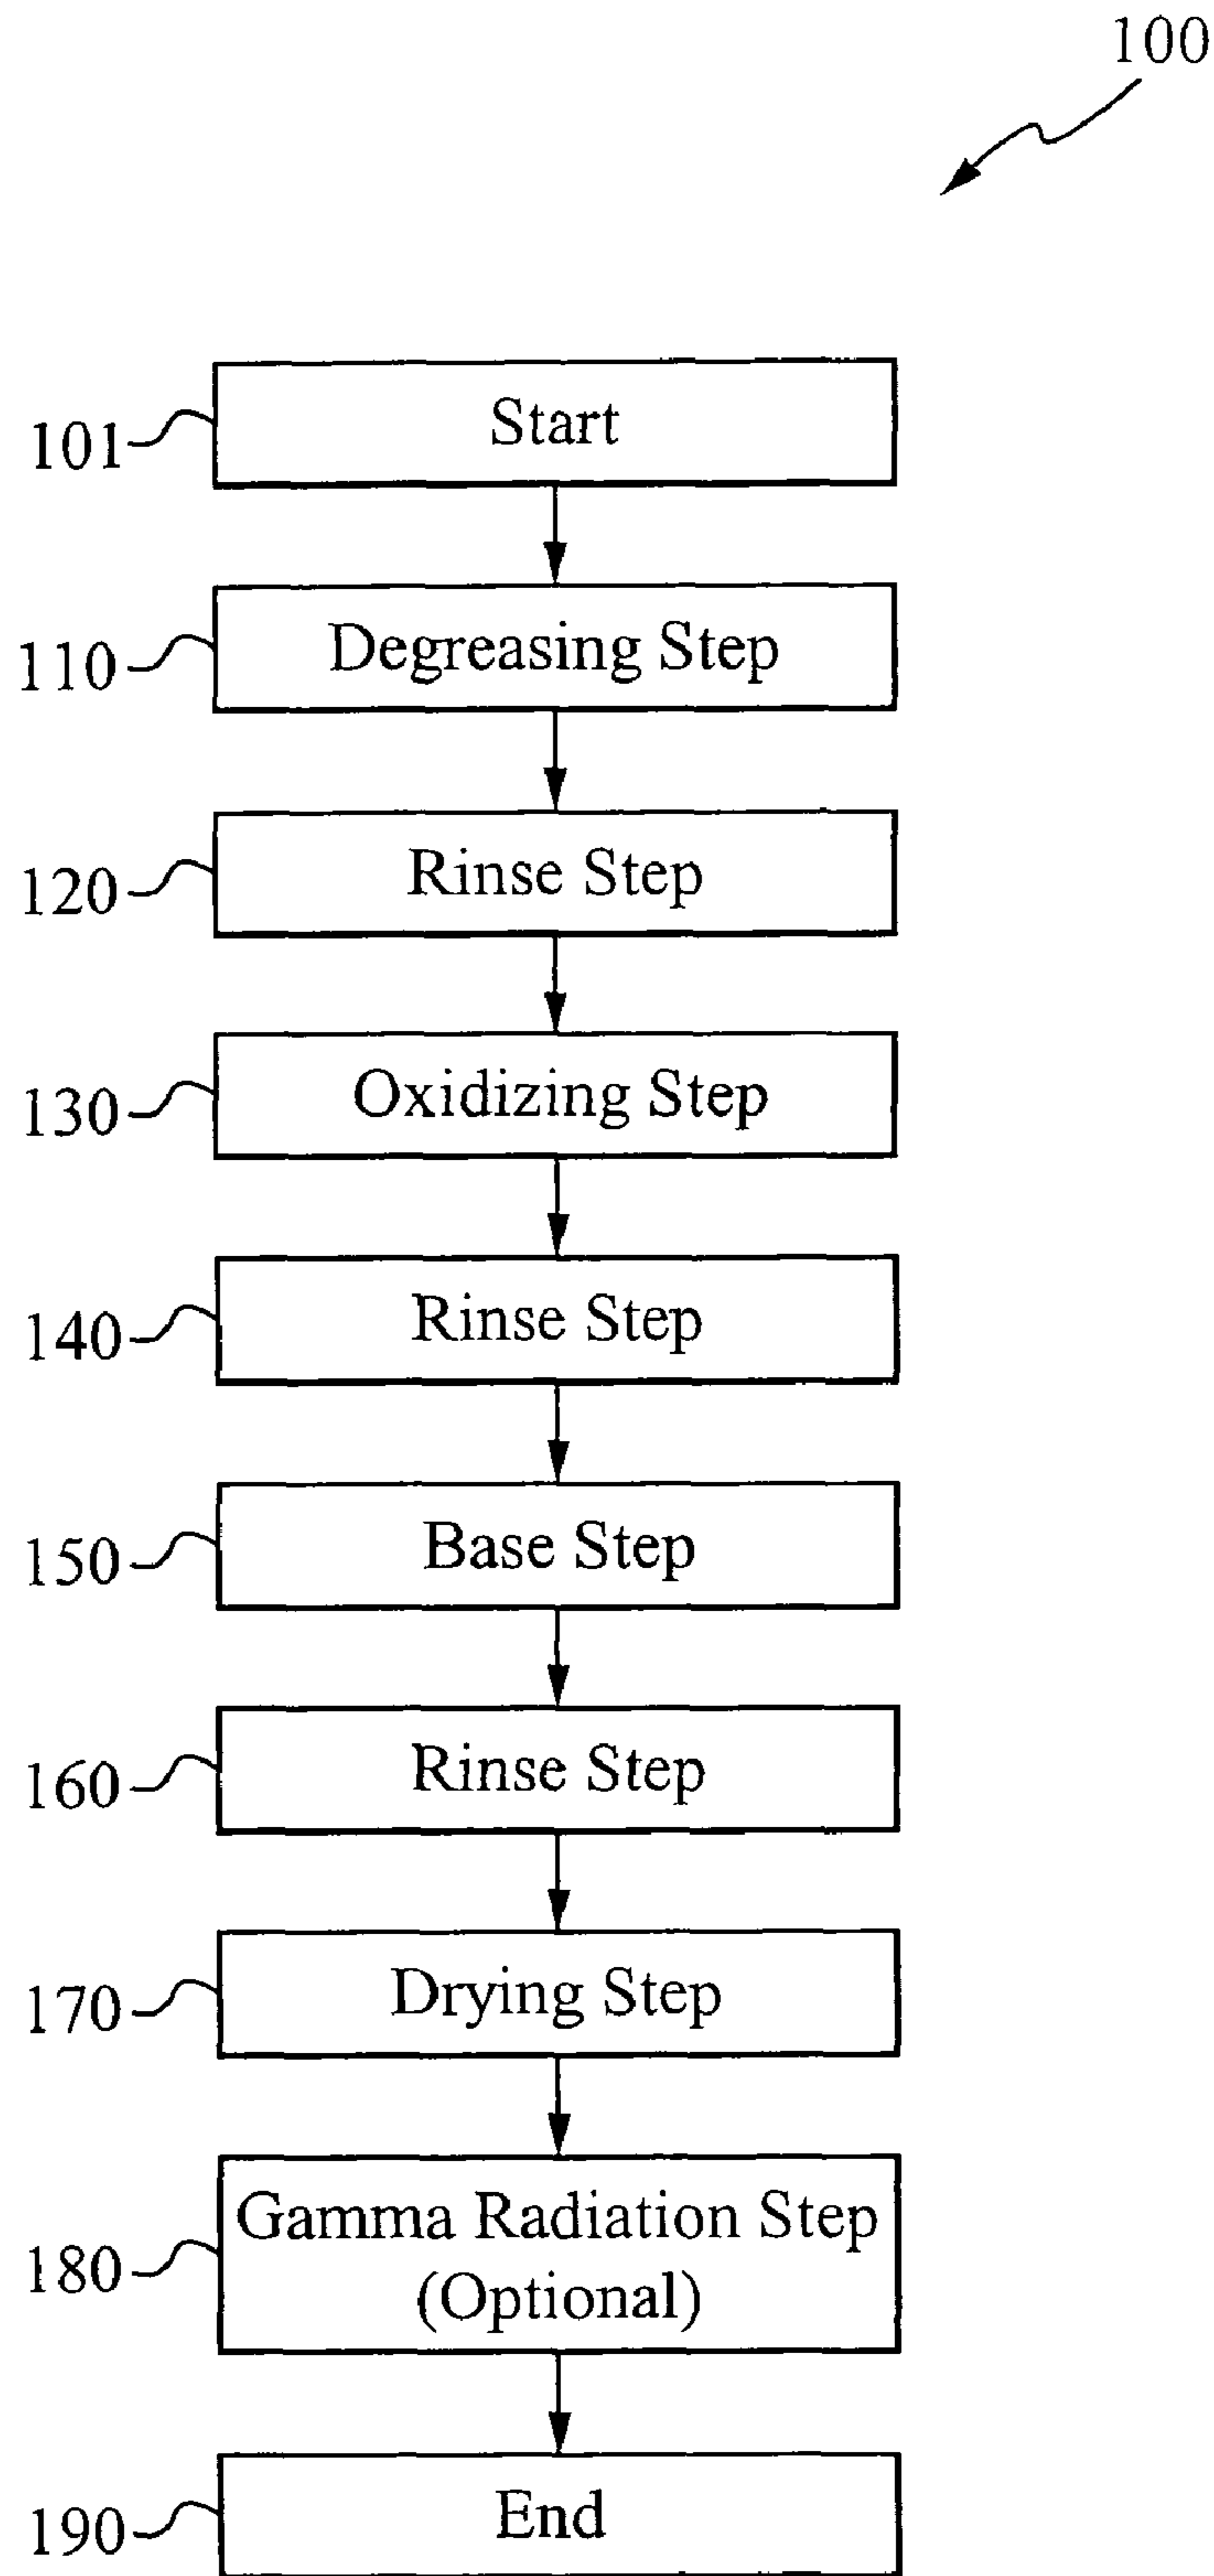 100
101 Start
110 Degreasing Step
120 Rinse Step
130 Oxidizing Step
140 Rinse Step
150 Base Step
160 Rinse Step
170 Drying Step
Gamma Radiation Step
180 (Optional)
190 End